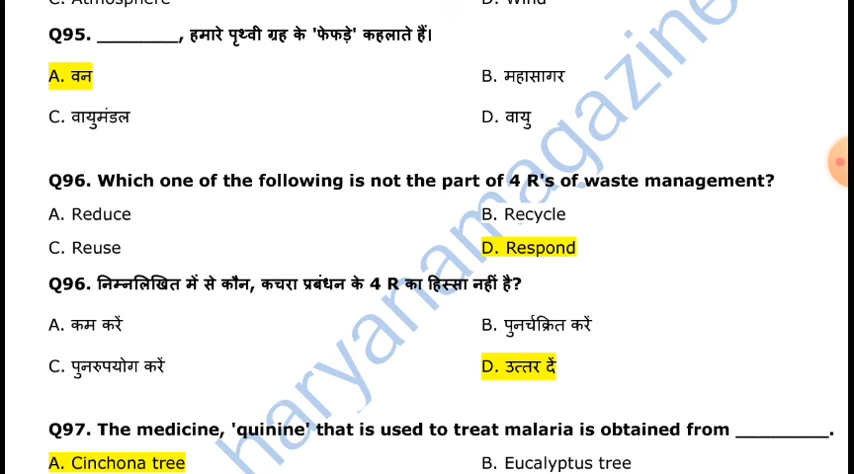 Q95. _________, हमारे पृथ्वी ग्रह के 'फेफड़े' कहलाते हैं।
A. वन
B. महासागर
C. वायुमंडल
D. वायु
Q96. Which one of the following is not the part of 4 R's of waste management?
A. Reduce
B. Recycle
C. Reuse
D. Respond
Q96. निम्नलिखित में से कौन, कचरा प्रबंधन के 4 R का हिस्सा नहीं है?
A. कम करें
B. पुनर्चक्रित करें
C. पुनरुपयोग करें
D. उत्तर दें
Q97. The medicine, 'quinine' that is used to treat malaria is obtained from _________.
A. Cinchona tree
B. Eucalyptus tree
haryanamagazine